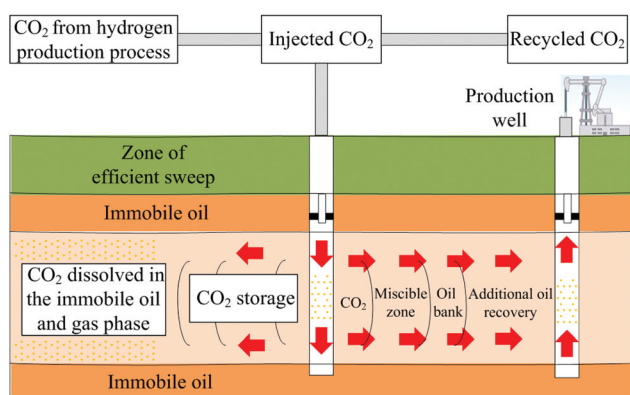 CO₂ from hydrogen
production process
Injected CO₂
Recycled CO₂
Production
well
Zone of
efficient sweep
Immobile oil
CO₂ dissolved in
the immobile oil
and gas phase
CO₂ storage
CO₂
Miscible
zone
Oil
bank
Additional oil
recovery
Immobile oil